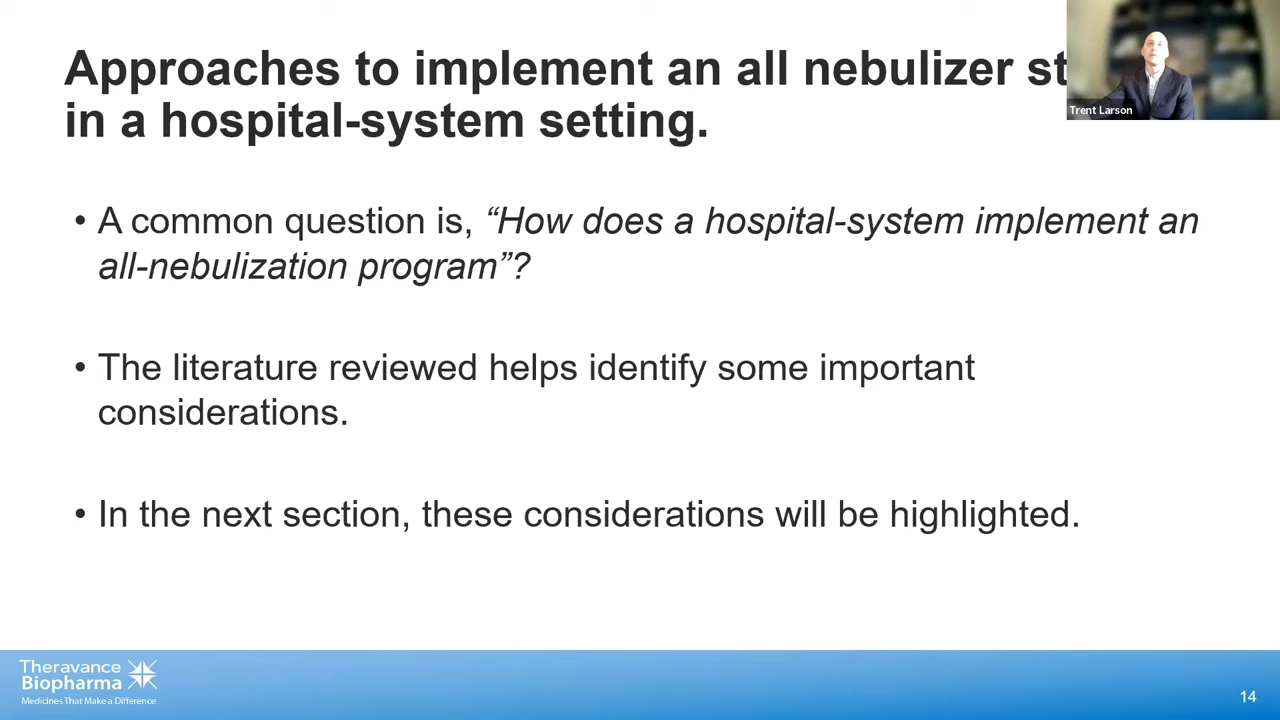 Approaches to implement an all nebulizer st
in a hospital-system setting.
Trent Larson
• A common question is, “How does a hospital-system implement an
all-nebulization program”?
• The literature reviewed helps identify some important
considerations.
• In the next section, these considerations will be highlighted.
Theravance
Biopharma
Medicines That Make a Difference
14